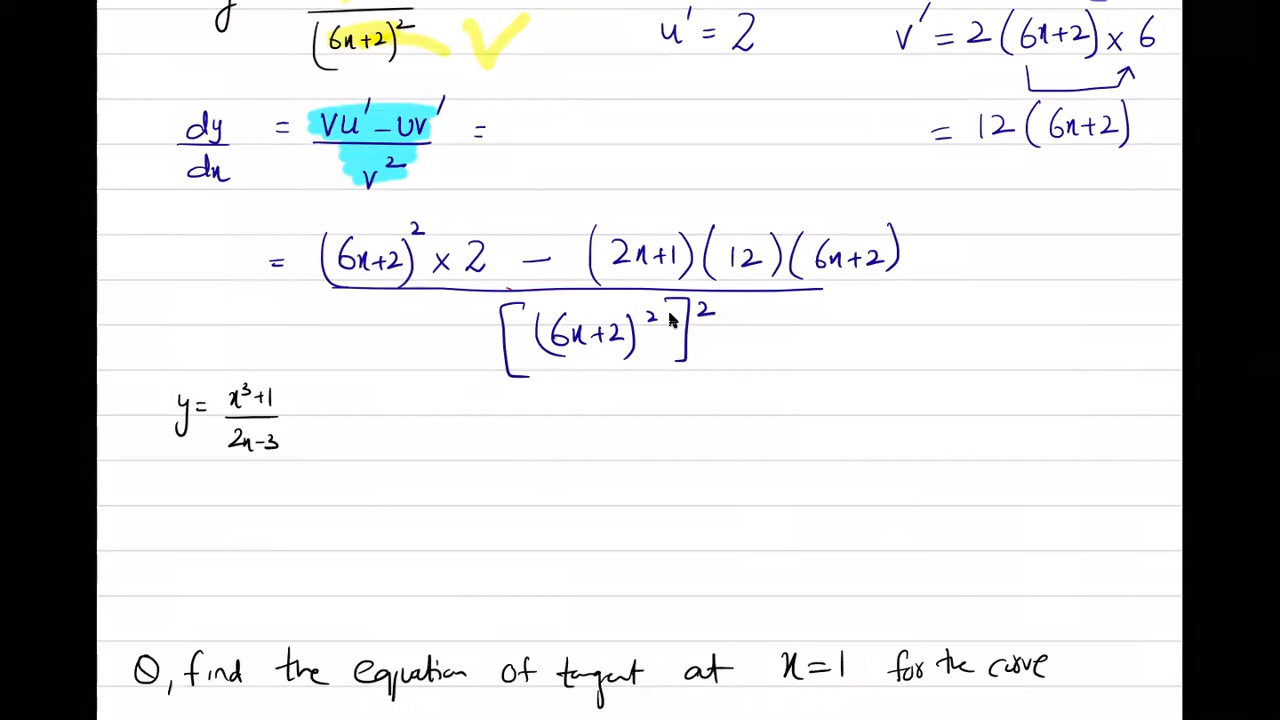 y
(6x+2)² V u' = 2 v' = 2(6x+2) × 6
dy/dx = (Vu' - UV')/V² = = 12(6x+2)
= ((6x+2)² × 2 - (2x+1)(12)(6x+2))/[(6x+2)²]²
y = (x³+1)/(2x-3)
Q, find the equation of tangent at x=1 for the curve